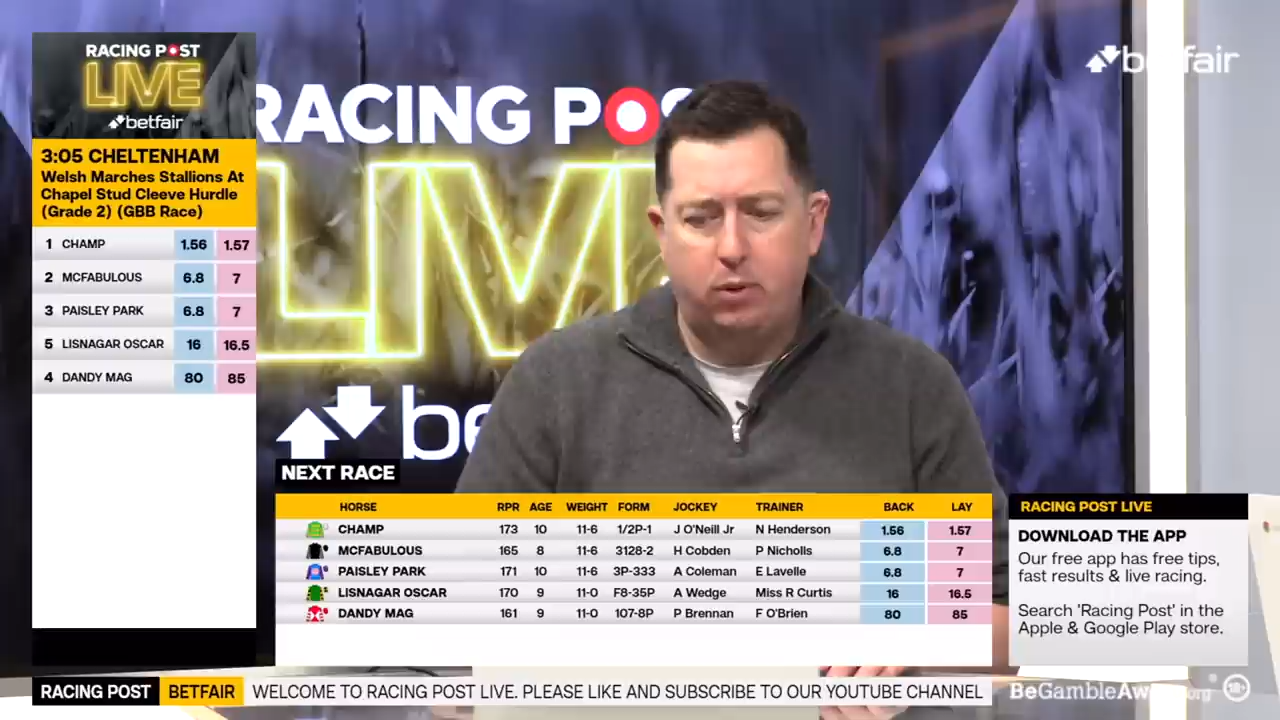 RACING POST
LIVE
betfair
3:05 CHELTENHAM
Welsh Marches Stallions At
Chapel Stud Cleeve Hurdle
(Grade 2) (GBB Race)
1 CHAMP 1.56 1.57
2 MCFABULOUS 6.8 7
3 PAISLEY PARK 6.8 7
5 LISNAGAR OSCAR 16 16.5
4 DANDY MAG 80 85
RACING POS
LIV
be
betfair
NEXT RACE
HORSE RPR AGE WEIGHT FORM JOCKEY TRAINER BACK LAY
CHAMP 173 10 11-6 1/2P-1 J O'Neill Jr N Henderson 1.56 1.57
MCFABULOUS 165 8 11-6 3128-2 H Cobden P Nicholls 6.8 7
PAISLEY PARK 171 10 11-6 3P-333 A Coleman E Lavelle 6.8 7
LISNAGAR OSCAR 170 9 11-0 F8-35P A Wedge Miss R Curtis 16 16.5
DANDY MAG 161 9 11-0 107-8P P Brennan F O'Brien 80 85
RACING POST LIVE
DOWNLOAD THE APP
Our free app has free tips,
fast results & live racing.
Search 'Racing Post' in the
Apple & Google Play store.
RACING POST BETFAIR WELCOME TO RACING POST LIVE. PLEASE LIKE AND SUBSCRIBE TO OUR YOUTUBE CHANNEL
BeGambleAware.org 18+